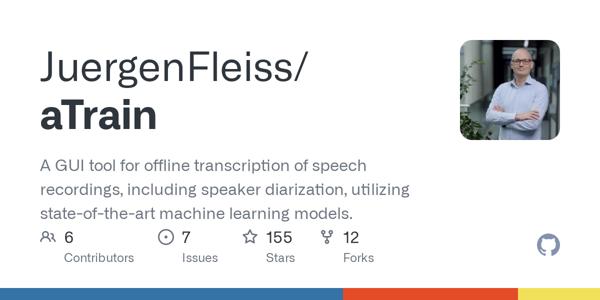 JuergenFleiss/
aTrain
A GUI tool for offline transcription of speech
recordings, including speaker diarization, utilizing
state-of-the-art machine learning models.
6 7 155 12
Contributors Issues Stars Forks